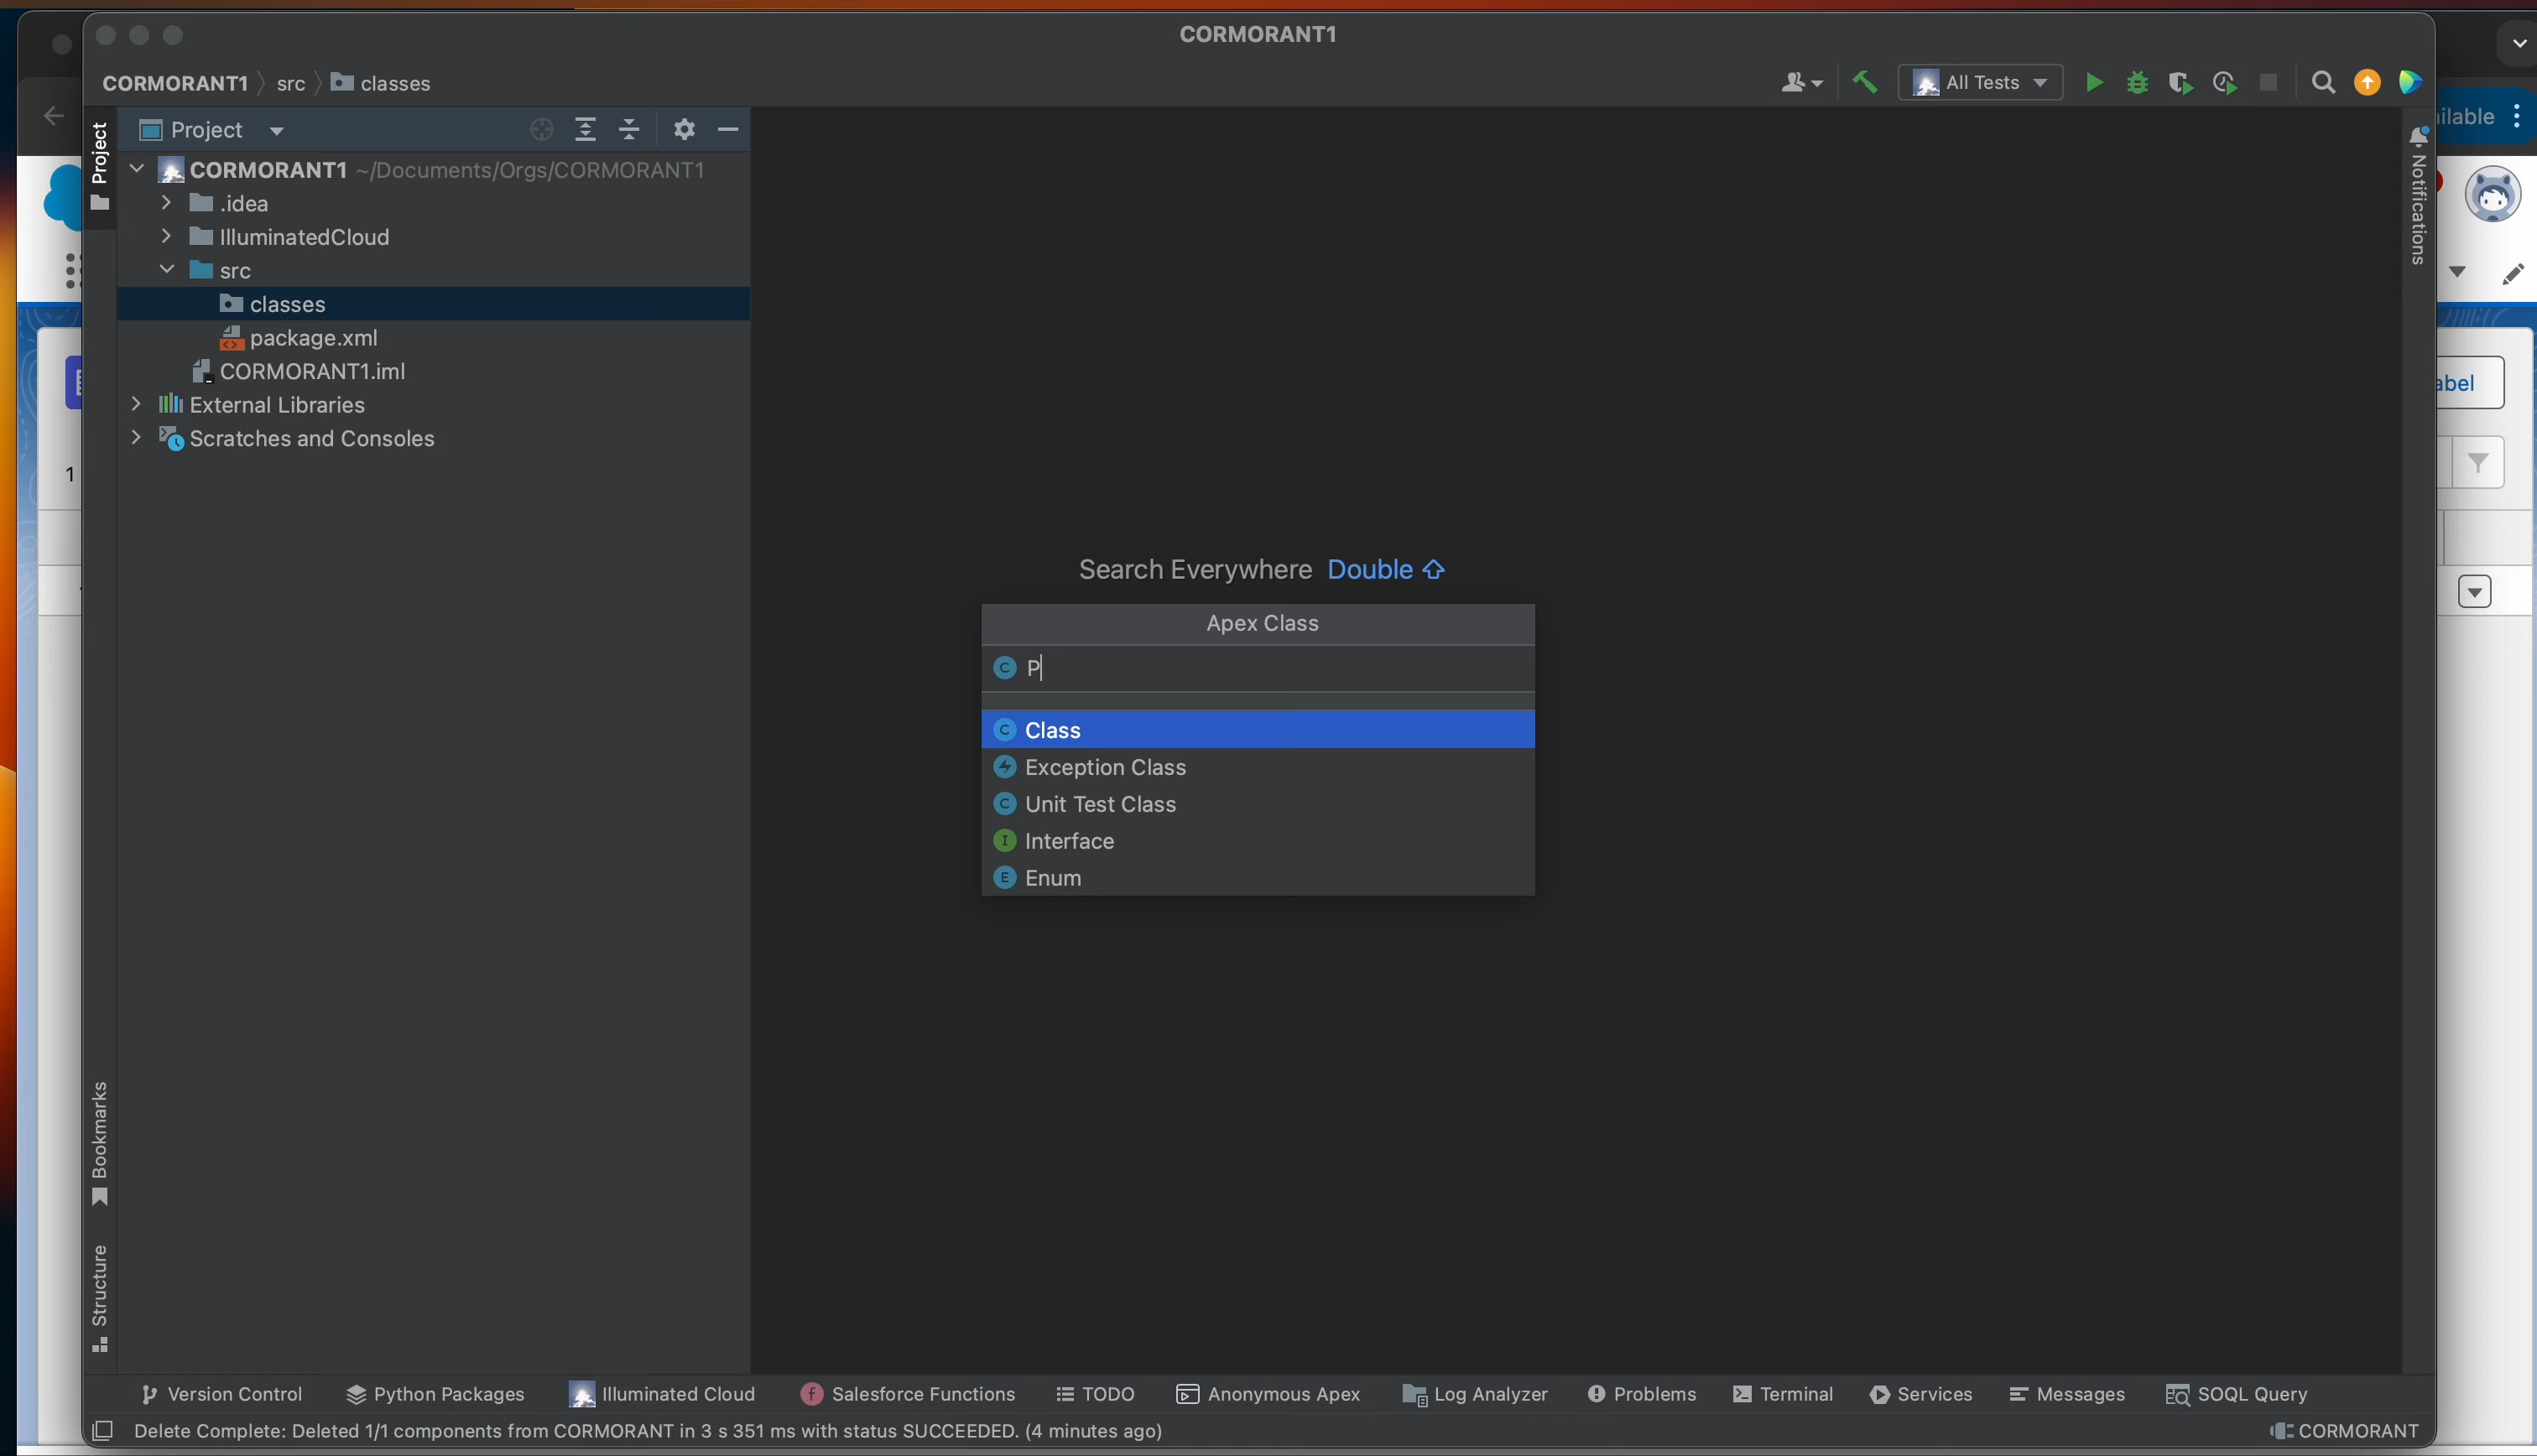 CORMORANT1
CORMORANT1 src classes
All Tests
Project
CORMORANT1 ~/Documents/Orgs/CORMORANT1
.idea
IlluminatedCloud
src
classes
package.xml
CORMORANT1.iml
External Libraries
Scratches and Consoles
Project
Bookmarks
Structure
Notifications
ilable
abel
1
Search Everywhere Double
Apex Class
P
Class
Exception Class
Unit Test Class
Interface
Enum
Version Control Python Packages Illuminated Cloud Salesforce Functions TODO Anonymous Apex Log Analyzer Problems Terminal Services Messages SOQL Query
Delete Complete: Deleted 1/1 components from CORMORANT in 3 s 351 ms with status SUCCEEDED. (4 minutes ago)
CORMORANT